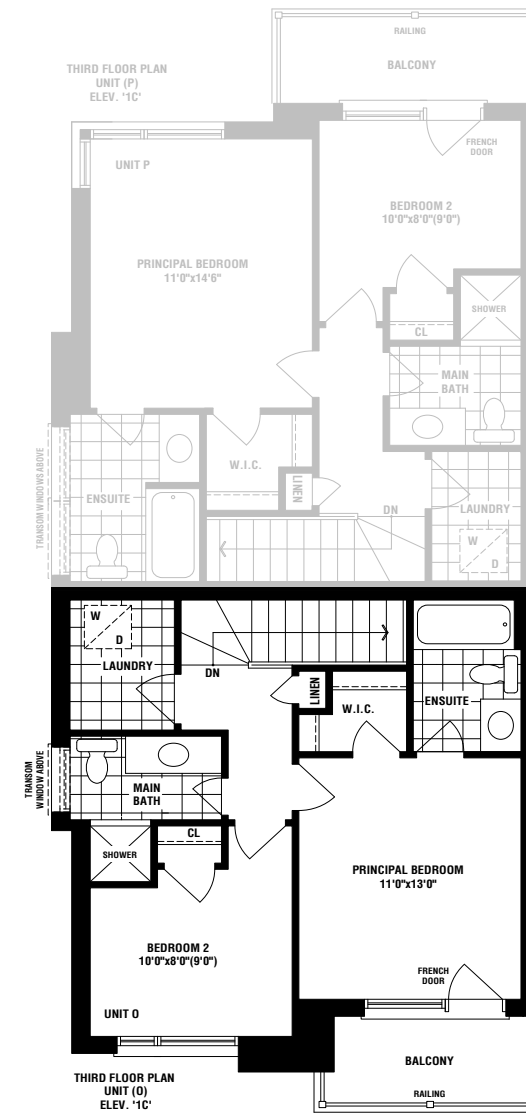 RAILING
BALCONY
THIRD FLOOR PLAN
UNIT (P)
ELEV. '1C'
FRENCH
DOOR
UNIT P
BEDROOM 2
10'0"x8'0"(9'0")
PRINCIPAL BEDROOM
11'0"x14'6"
SHOWER
CL
MAIN
BATH
W.I.C.
LINEN
ENSUITE
DN
LAUNDRY
W
D
TRANSOM WINDOWS ABOVE
W
D
LAUNDRY
DN
LINEN
W.I.C.
ENSUITE
TRANSOM
WINDOW ABOVE
MAIN
BATH
CL
SHOWER
PRINCIPAL BEDROOM
11'0"x13'0"
BEDROOM 2
10'0"x8'0"(9'0")
FRENCH
DOOR
UNIT O
BALCONY
THIRD FLOOR PLAN
UNIT (O)
ELEV. '1C'
RAILING